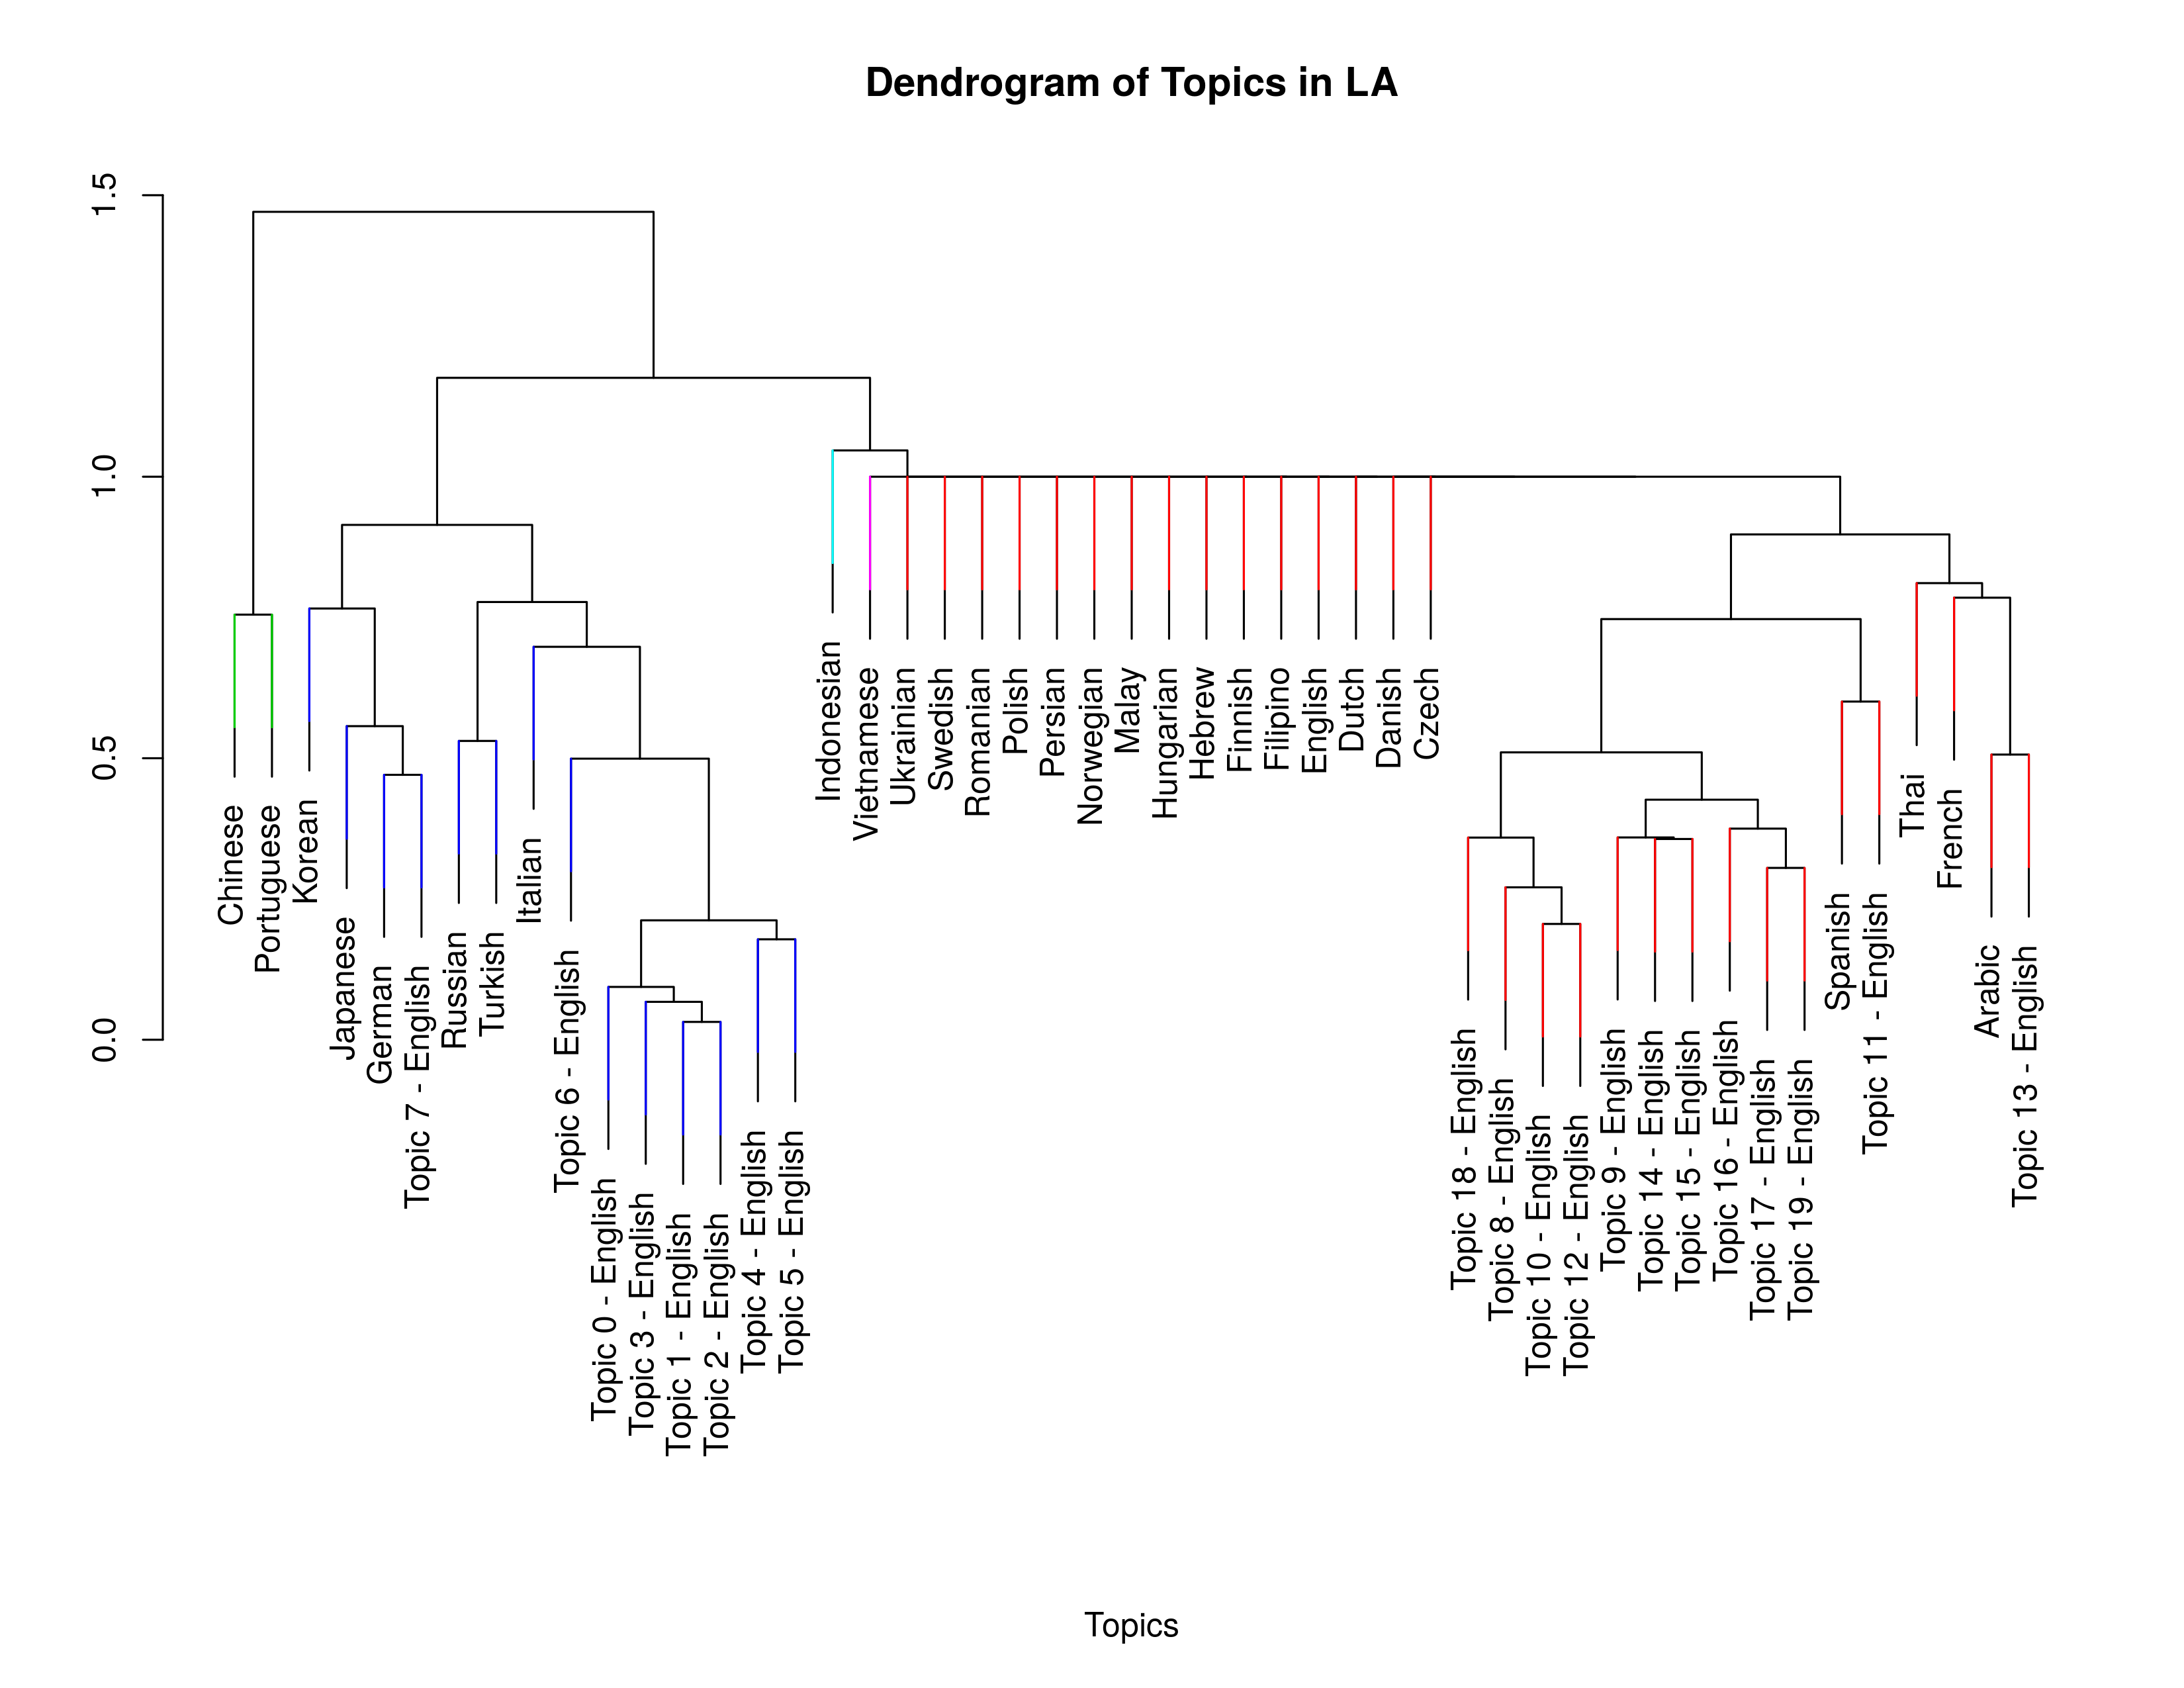 Dendrogram of Topics in LA
1.5
1.0
0.5
0.0
Chinese
Portuguese
Korean
Japanese
German
Topic 7 - English
Russian
Turkish
Italian
Topic 6 - English
Topic 0 - English
Topic 3 - English
Topic 1 - English
Topic 2 - English
Topic 4 - English
Topic 5 - English
Indonesian
Vietnamese
Ukrainian
Swedish
Romanian
Polish
Persian
Norwegian
Malay
Hungarian
Hebrew
Finnish
Filipino
English
Dutch
Danish
Czech
Topic 18 - English
Topic 8 - English
Topic 10 - English
Topic 12 - English
Topic 9 - English
Topic 14 - English
Topic 15 - English
Topic 16 - English
Topic 17 - English
Topic 19 - English
Spanish
Topic 11 - English
Thai
French
Arabic
Topic 13 - English
Topics